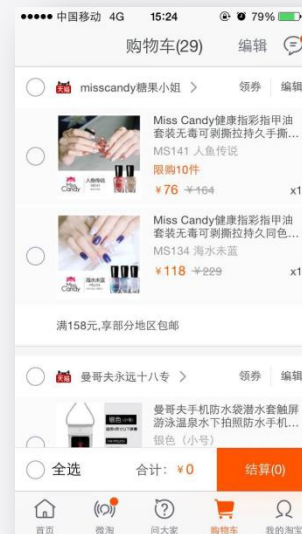 中国移动 4G 15:24 79%
购物车(29) 编辑
天猫 misscandy糖果小姐 > 领券 编辑
Miss Candy健康指彩指甲油
套装无毒可剥撕拉持久手撕...
MS141 人鱼传说
限购10件
¥76 ¥164 x1
Miss Candy
Miss Candy健康指彩指甲油
套装无毒可剥撕拉持久同色...
MS134 海水未蓝
¥118 ¥229 x1
Miss Candy
满158元,享部分地区包邮
天猫 曼哥夫永远十八专 > 领券 编辑
曼哥夫手机防水袋潜水套触屏
游泳温泉水下拍照防水手机...
银色（小号）
全选 合计: ¥0 结算(0)
首页 微淘 问大家 购物车 我的淘宝